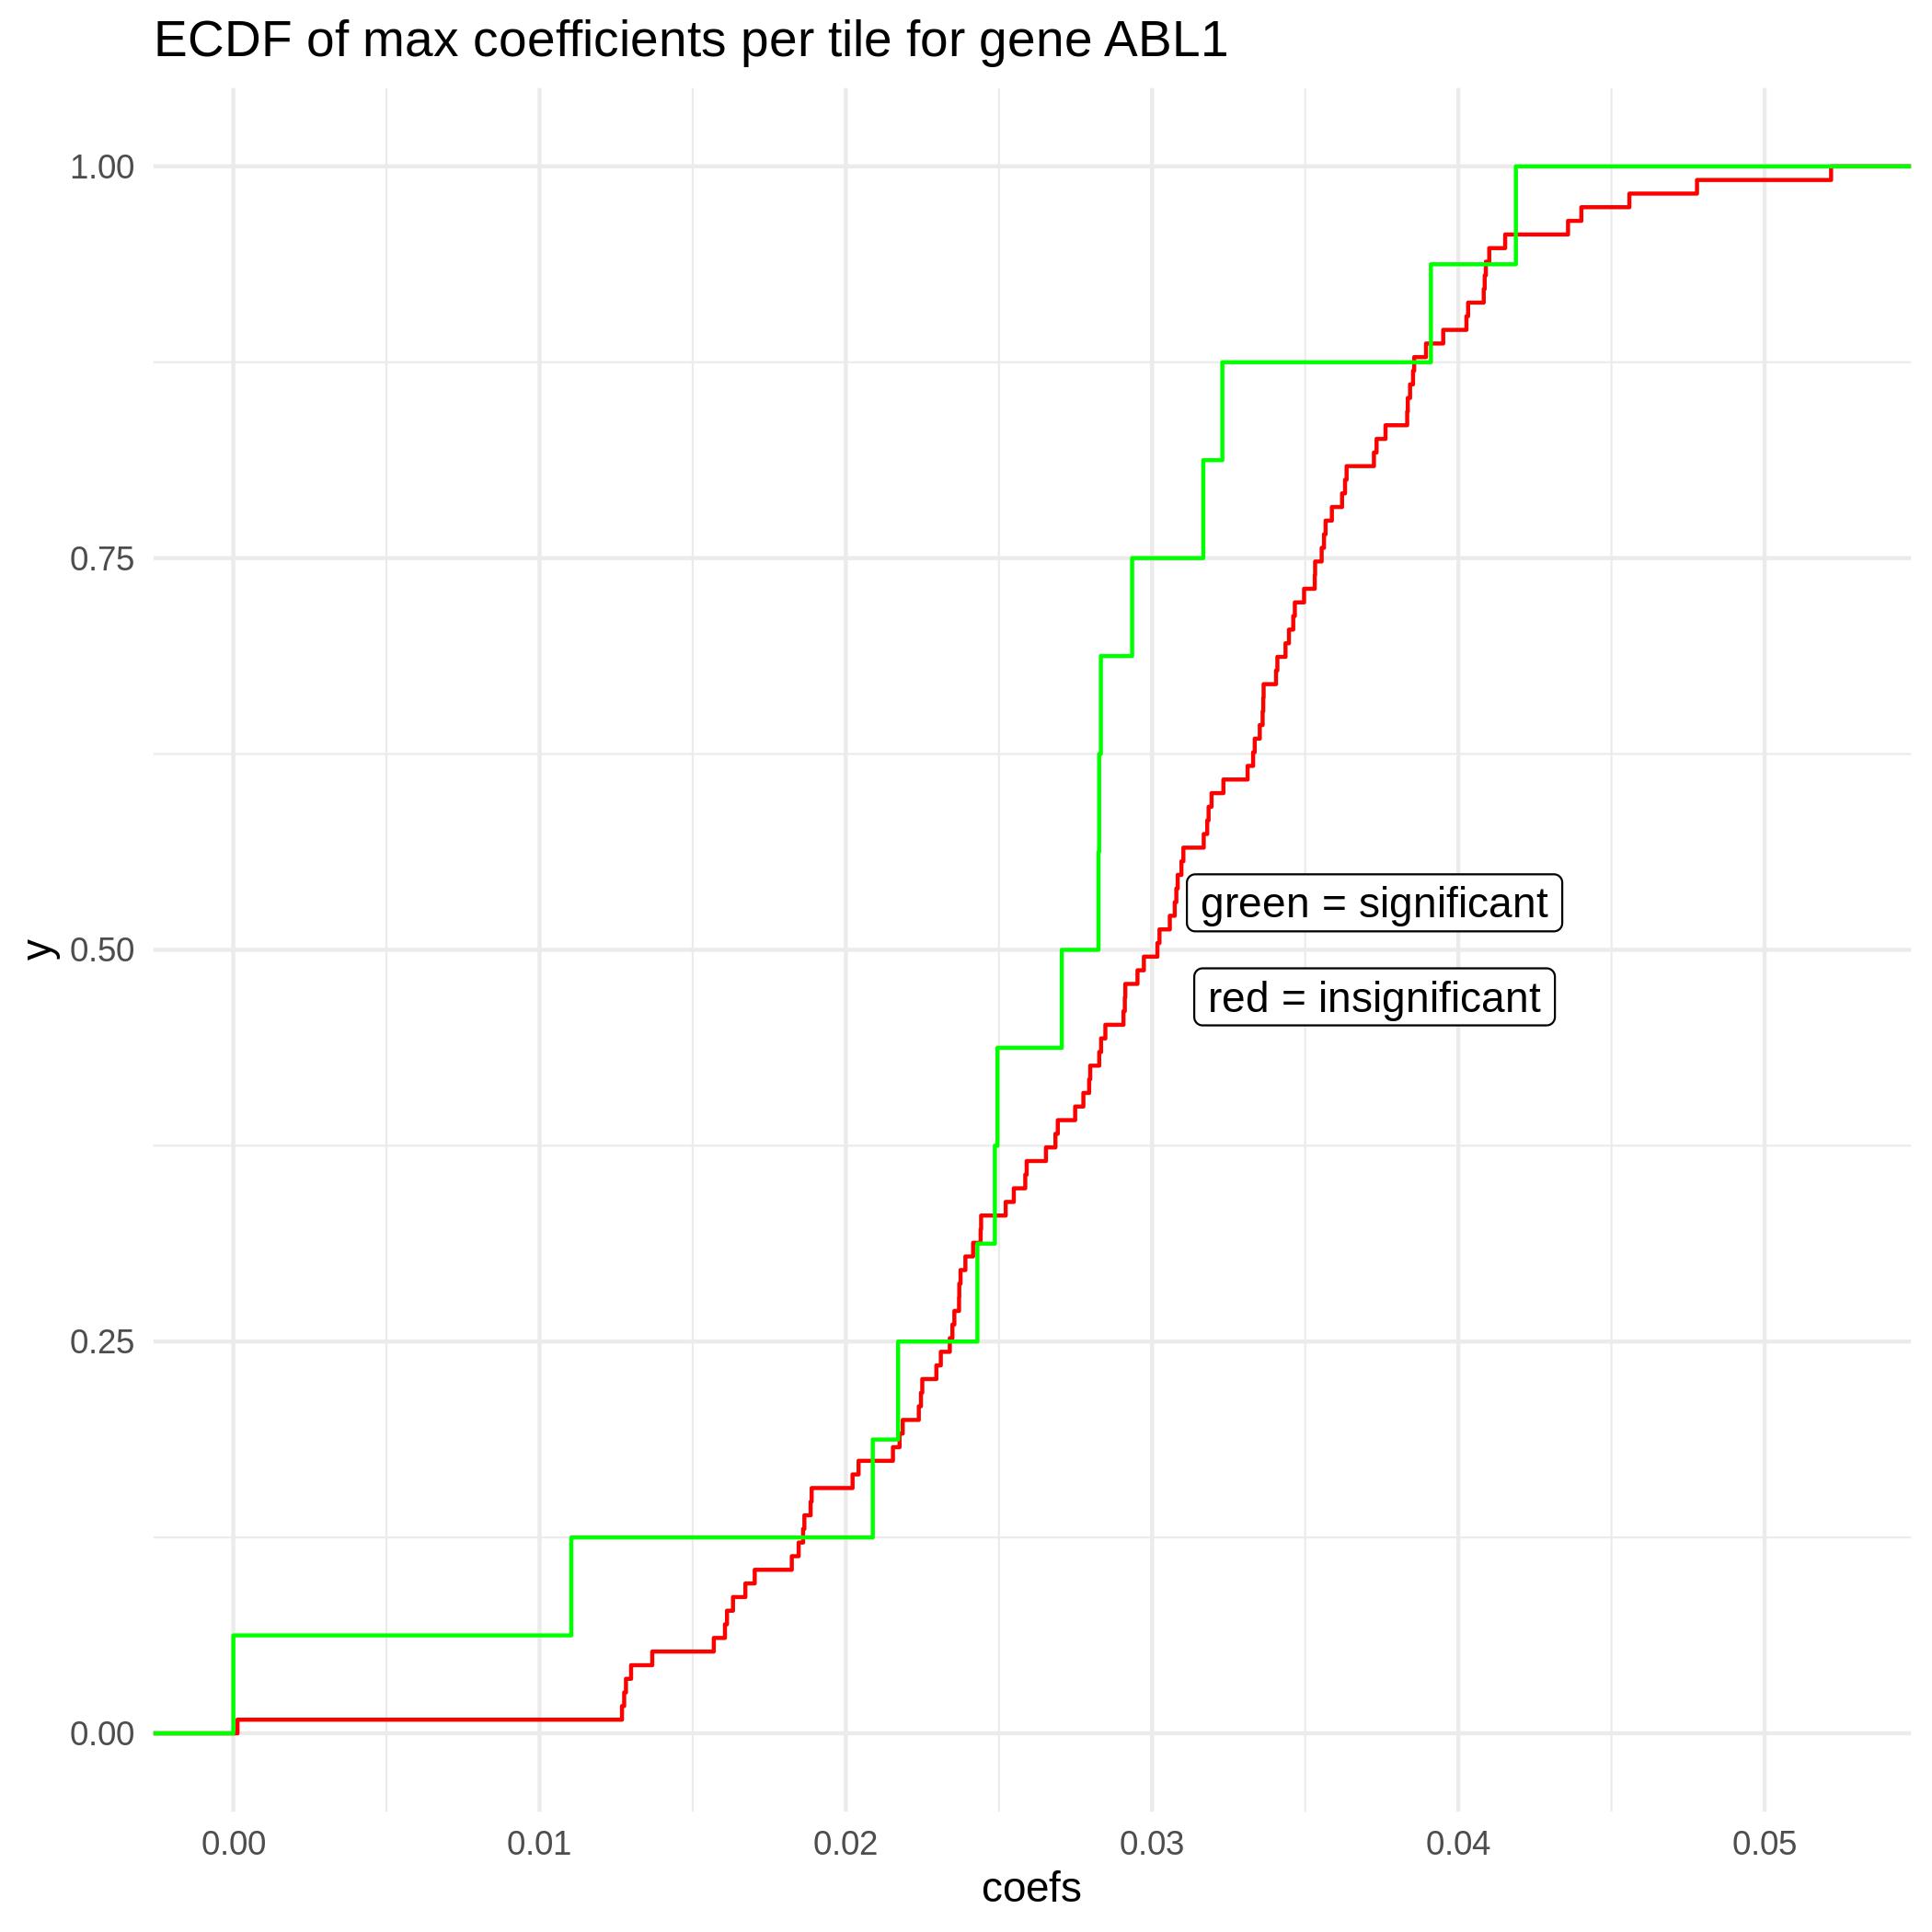 ECDF of max coefficients per tile for gene ABL1
1.00
0.75
0.50
0.25
0.00
y
green = significant
red = insignificant
0.00 0.01 0.02 0.03 0.04 0.05
coefs